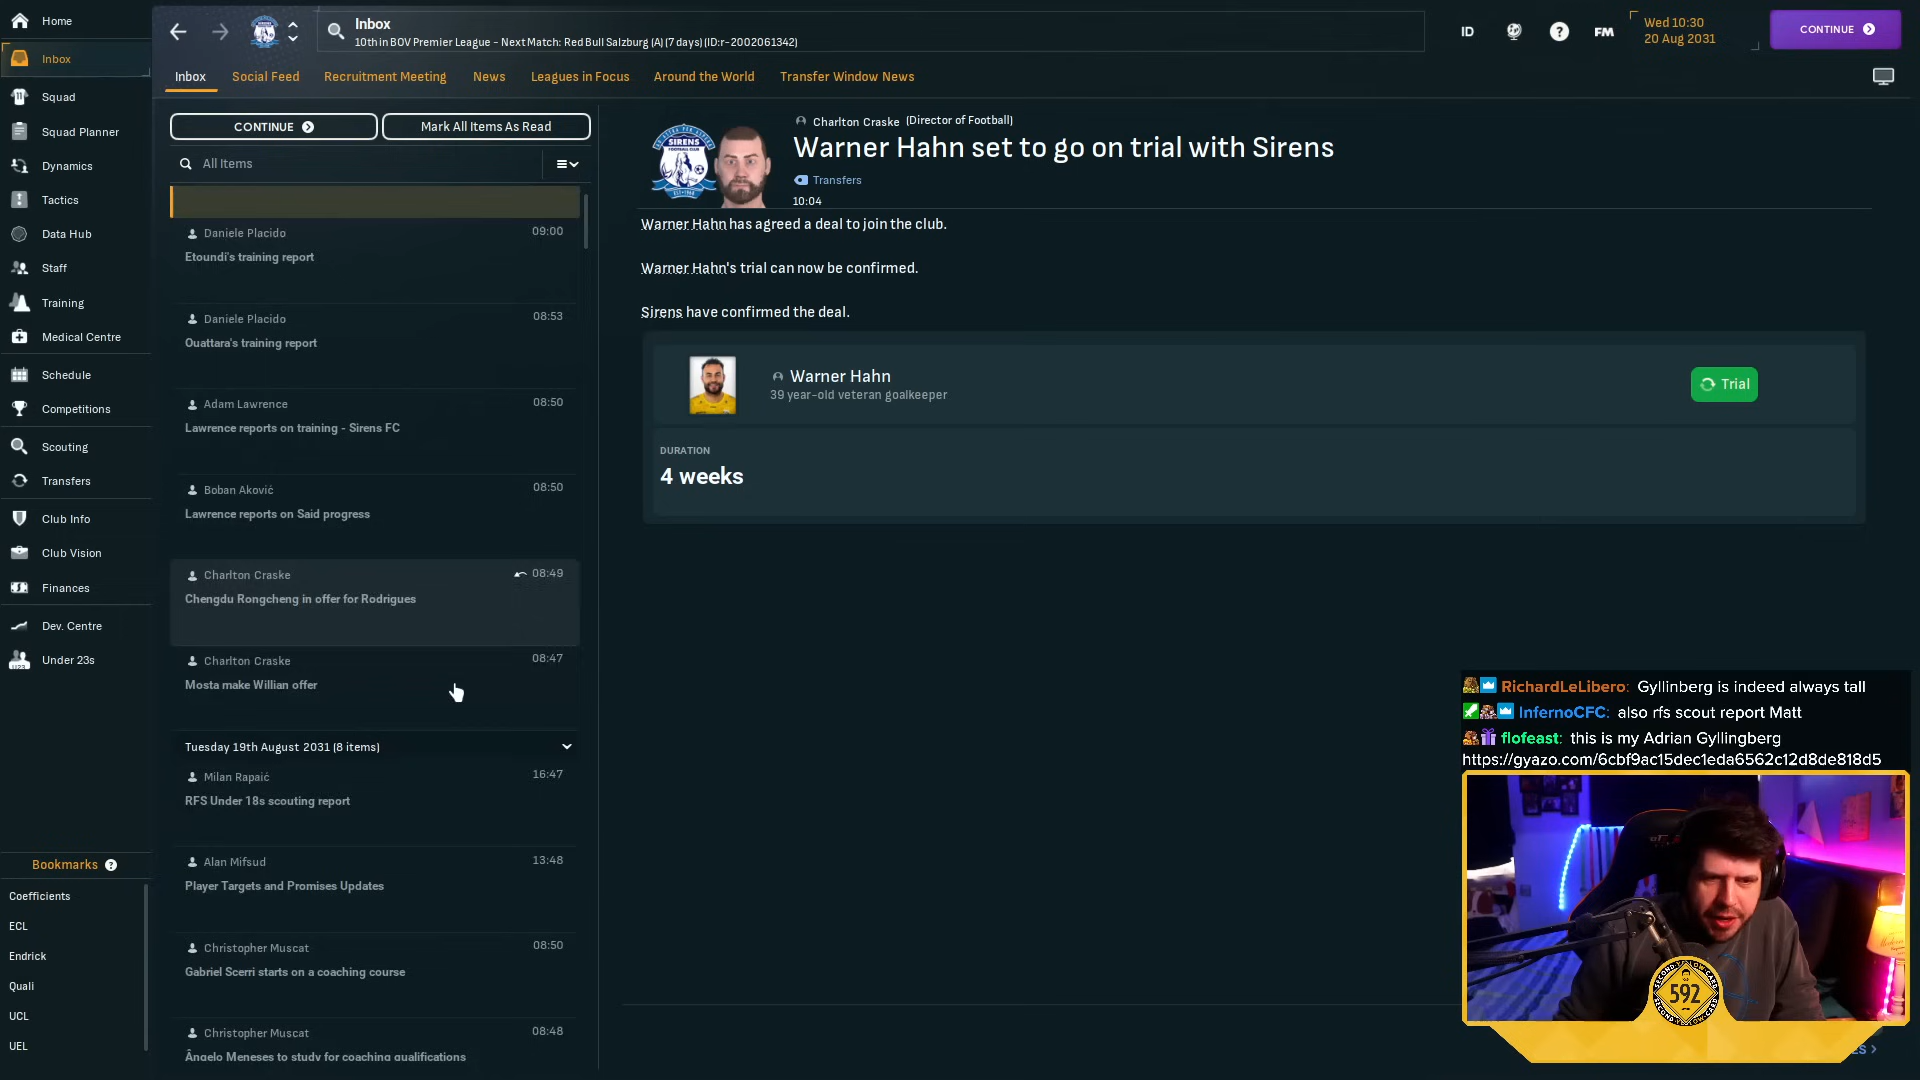 Home
Inbox
Squad
Squad Planner
Dynamics
Tactics
Data Hub
Staff
Training
Medical Centre
Schedule
Competitions
Scouting
Transfers
Club Info
Club Vision
Finances
Dev. Centre
Under 23s
Bookmarks ?
Coefficients
ECL
Endrick
Quali
UCL
UEL
Inbox
10th in BOV Premier League - Next Match: Red Bull Salzburg (A) (7 days) (ID:r-2002061342)
ID
?
FM
Wed 10:30
20 Aug 2031
CONTINUE
Inbox
Social Feed
Recruitment Meeting
News
Leagues in Focus
Around the World
Transfer Window News
CONTINUE
Mark All Items As Read
All Items
Daniele Placido 09:00
Etoundi's training report
Daniele Placido 08:53
Ouattara's training report
Adam Lawrence 08:50
Lawrence reports on training - Sirens FC
Boban Aković 08:50
Lawrence reports on Said progress
Charlton Craske 08:49
Chengdu Rongcheng in offer for Rodrigues
Charlton Craske 08:47
Mosta make Willian offer
Tuesday 19th August 2031 (8 items)
Milan Rapaić 16:47
RFS Under 18s scouting report
Alan Mifsud 13:48
Player Targets and Promises Updates
Christopher Muscat 08:50
Gabriel Scerri starts on a coaching course
Christopher Muscat 08:48
Ângelo Meneses to study for coaching qualifications
SIRENS
FOOTBALL CLUB
Charlton Craske (Director of Football)
Warner Hahn set to go on trial with Sirens
Transfers
10:04
Warner Hahn has agreed a deal to join the club.
Warner Hahn's trial can now be confirmed.
Sirens have confirmed the deal.
Warner Hahn
39 year-old veteran goalkeeper
Trial
DURATION
4 weeks
RichardLeLibero: Gyllinberg is indeed always tall
InfernoCFC: also rfs scout report Matt
flofeast: this is my Adrian Gyllingberg
https://gyazo.com/6cbf9ac15dec1eda6562c12d8de818d5
SECOND YELLOW CARD
592